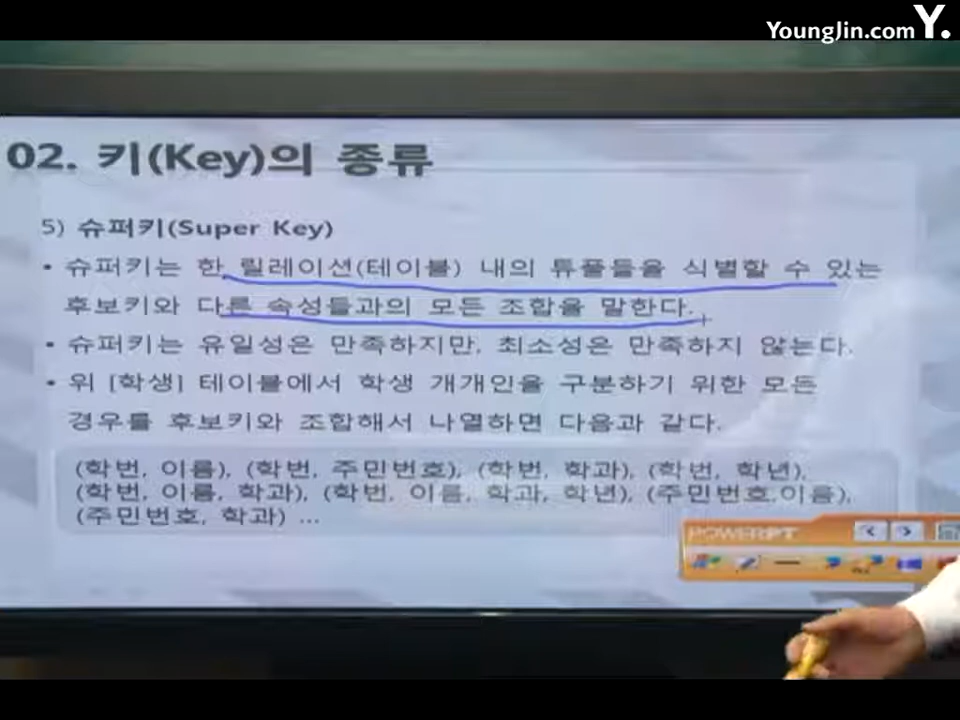 YoungJin.com Y.
02. 키(Key)의 종류
5) 슈퍼키(Super Key)
• 슈퍼키는 한 릴레이션(테이블) 내의 튜플들을 식별할 수 있는
후보키와 다른 속성들과의 모든 조합을 말한다.
• 슈퍼키는 유일성은 만족하지만, 최소성은 만족하지 않는다.
• 위 [학생] 테이블에서 학생 개개인을 구분하기 위한 모든
경우를 후보키와 조합해서 나열하면 다음과 같다.
(학번, 이름), (학번, 주민번호), (학번, 학과), (학번, 학년),
(학번, 이름, 학과), (학번, 이름, 학과, 학년), (주민번호,이름),
(주민번호, 학과) ...
POWERPT